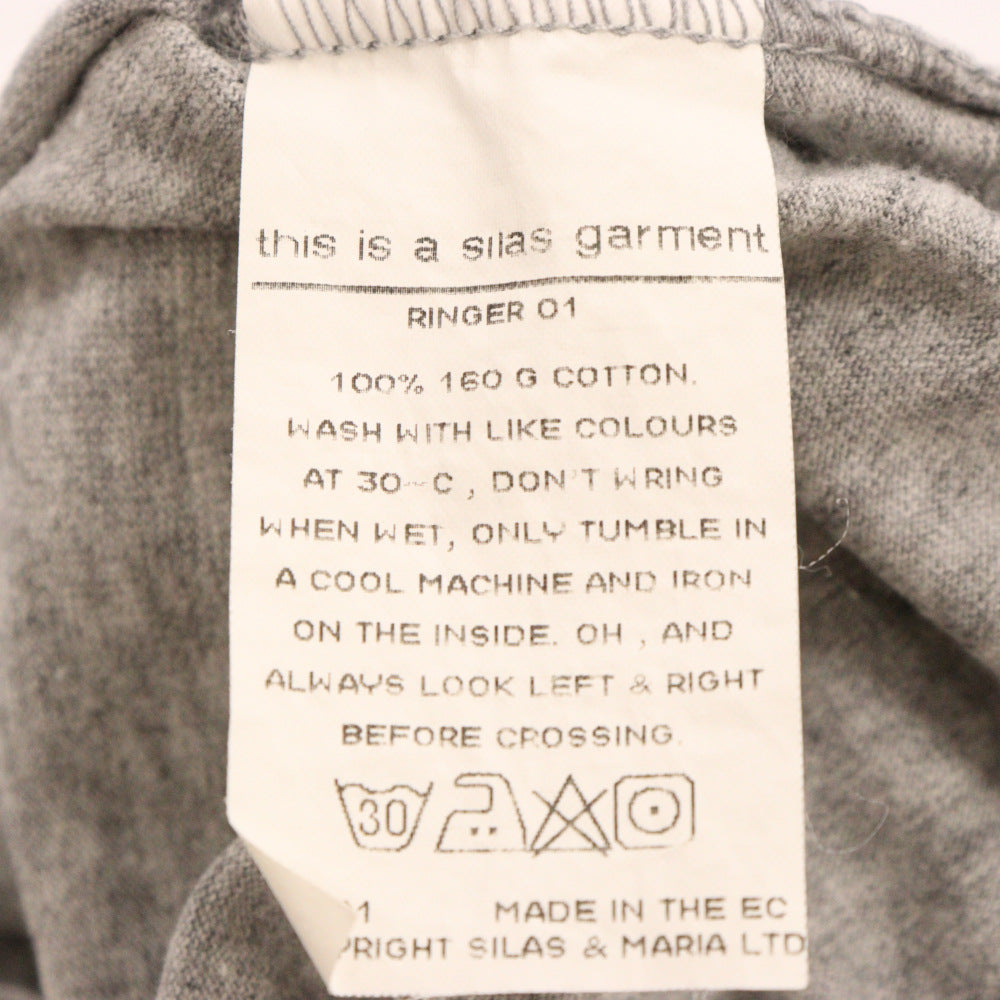 this is a silas garment
RINGER 01
100% 160 G COTTON.
WASH WITH LIKE COLOURS
AT 30~C, DON'T WRING
WHEN WET, ONLY TUMBLE IN
A COOL MACHINE AND IRON
ON THE INSIDE. OH, AND
ALWAYS LOOK LEFT & RIGHT
BEFORE CROSSING.
30
MADE IN THE EC
SILAS & MARIA LTD